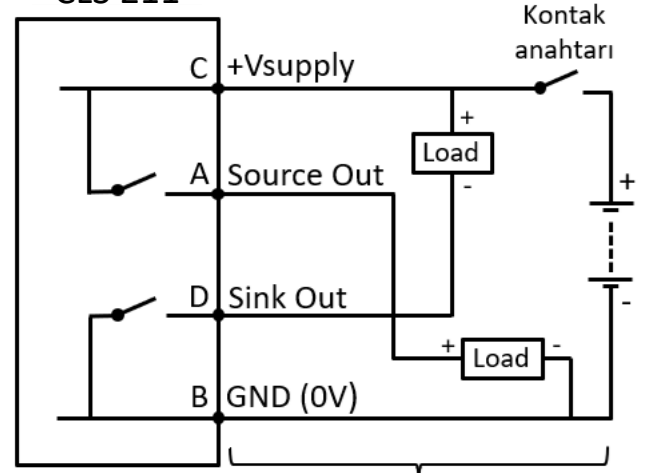 Kontak
anahtarı
C +Vsupply
+
Load
-
A Source Out
+
-
D Sink Out
+ Load -
B GND (0V)